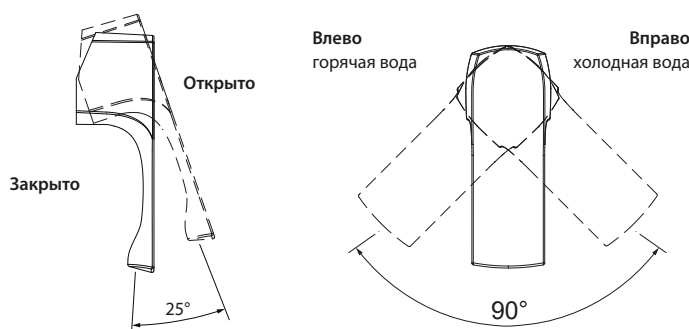 Открыто
Закрыто
25°
Влево
горячая вода
Вправо
холодная вода
90°